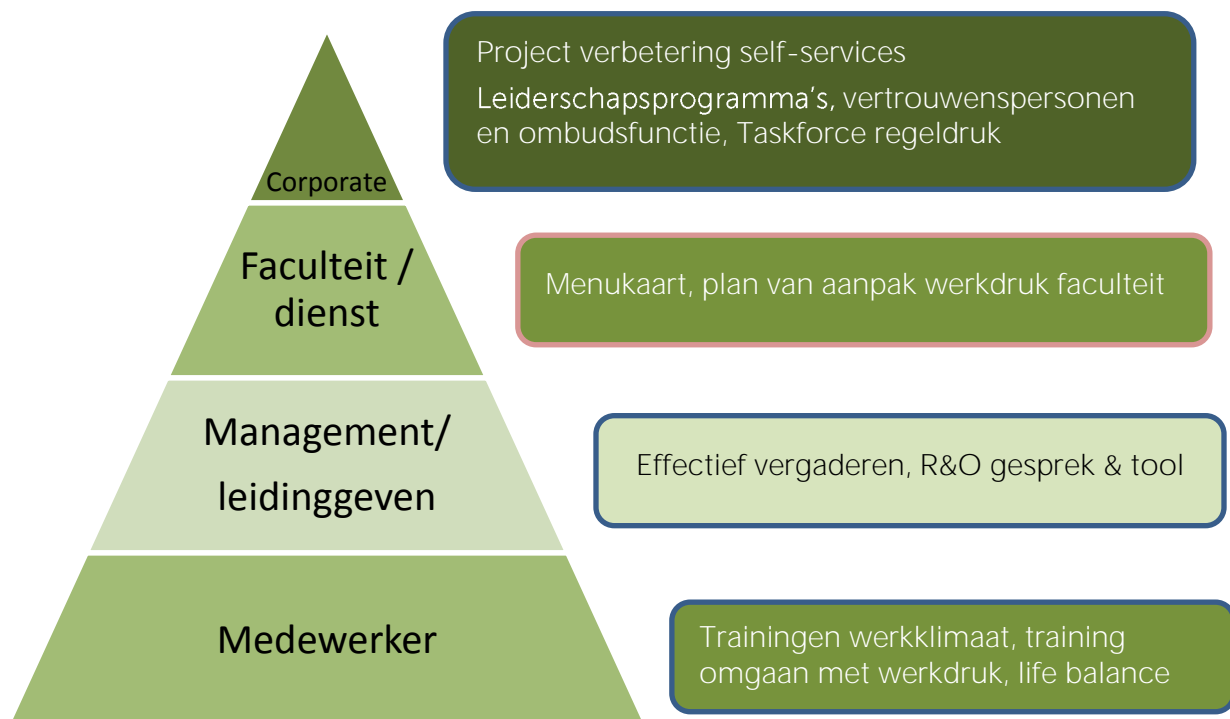 Project verbetering self-services
Leiderschapsprogramma's, vertrouwenspersonen
en ombudsfunctie, Taskforce regeldruk
Corporate
Faculteit /
dienst
Menukaart, plan van aanpak werkdruk faculteit
Management/
leidinggeven
Effectief vergaderen, R&O gesprek & tool
Medewerker
Trainingen werkklimaat, training
omgaan met werkdruk, life balance